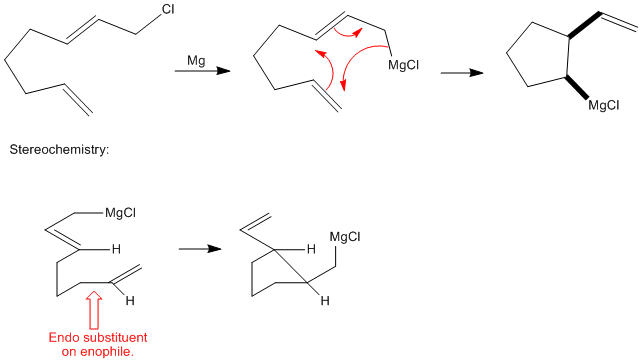 Cl
Mg
MgCl
MgCl
Stereochemistry:
MgCl
H
H
MgCl
H
H
Endo substituent
on enophile.